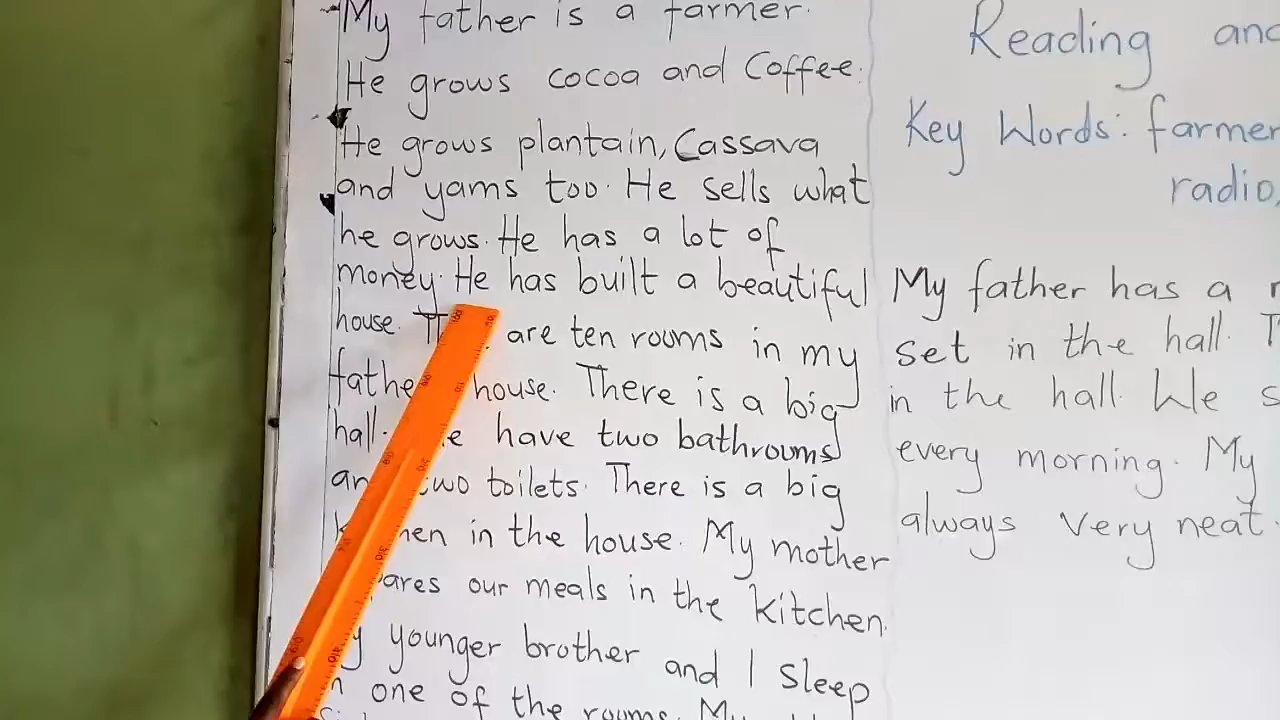 My father is a farmer.
He grows cocoa and Coffee.
He grows plantain, Cassava
and yams too. He sells what
he grows. He has a lot of
money. He has built a beautiful
house. are ten rooms in my
house. There is a big
hall. have two bathrooms
two toilets. There is a big
in the house. My mother
our meals in the kitchen.
younger brother and I sleep
one of the rooms. My
Reading and
Key Words: farmer
radio,
My father has a
set in the hall.
in the hall. We
every morning. My
always very neat.